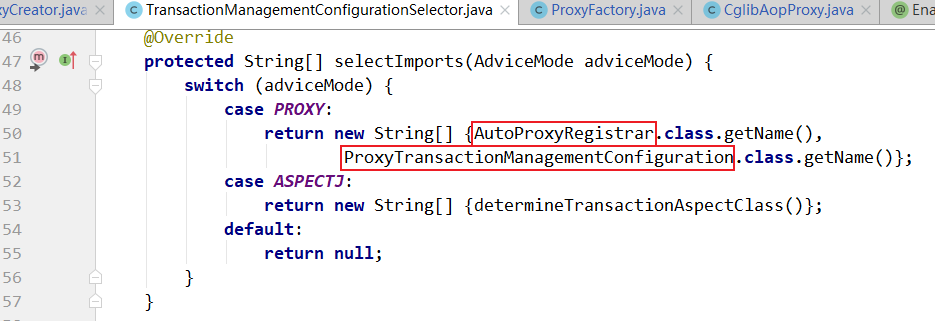 xyCreator.java × TransactionManagementConfigurationSelector.java × ProxyFactory.java × CglibAopProxy.java × Ena
46 @Override
47 protected String[] selectImports(AdviceMode adviceMode) {
48 switch (adviceMode) {
49 case PROXY:
50 return new String[] {AutoProxyRegistrar.class.getName(),
51 ProxyTransactionManagementConfiguration.class.getName()};
52 case ASPECTJ:
53 return new String[] {determineTransactionAspectClass()};
54 default:
55 return null;
56 }
57 }